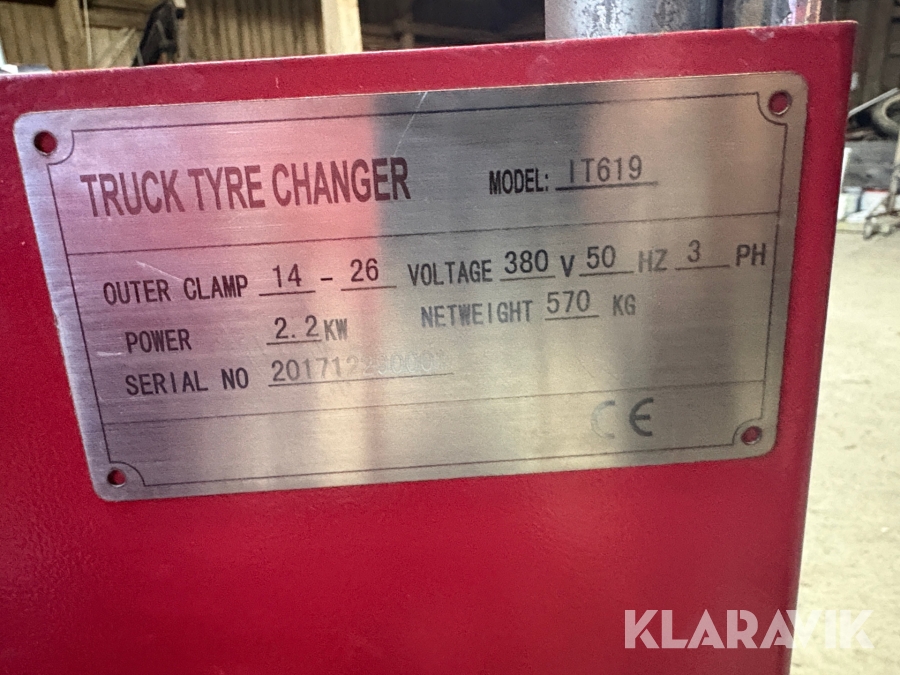 TRUCK TYRE CHANGER MODEL: IT619
OUTER CLAMP 14 - 26 VOLTAGE 380 V 50 HZ 3 PH
POWER 2.2 KW NETWEIGHT 570 KG
SERIAL NO
CE
KLARAVIK